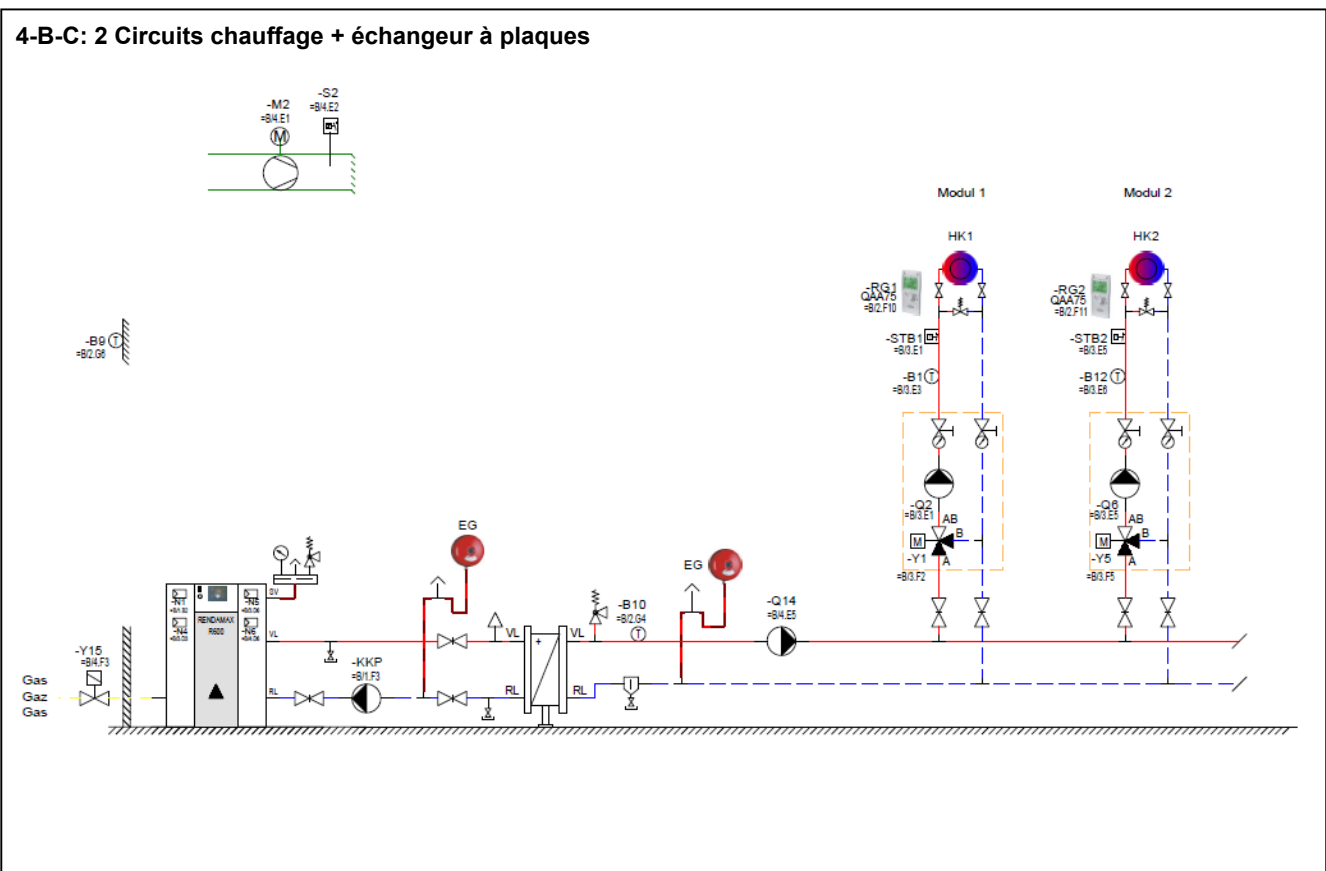 4-B-C: 2 Circuits chauffage + échangeur à plaques
-M2
=B/4.E1
M
-S2
=B/4.E2
Modul 1
Modul 2
HK1
HK2
-RG1
QAA75
=B/2.F10
-RG2
QAA75
=B/2.F11
-B9
T
=B/2.G6
-STB1
=B/3.E1
-STB2
=B/3.E5
-B1
T
=B/3.E3
-B12
T
=B/3.E6
-Q2
=B/3.E1
AB
B
M
-Y1
A
=B/3.F2
-Q6
=B/3.E5
AB
B
M
-Y5
A
=B/3.F5
EG
EG
-N1
-N5
-N4
-N6
RENDAMAX
R600
VL
RL
-Y15
=B/4.F3
Gas
Gaz
Gas
-KKP
=B/1.F3
VL
VL
+
-
RL
RL
-B10
=B/2.G4
T
-Q14
=B/4.E5